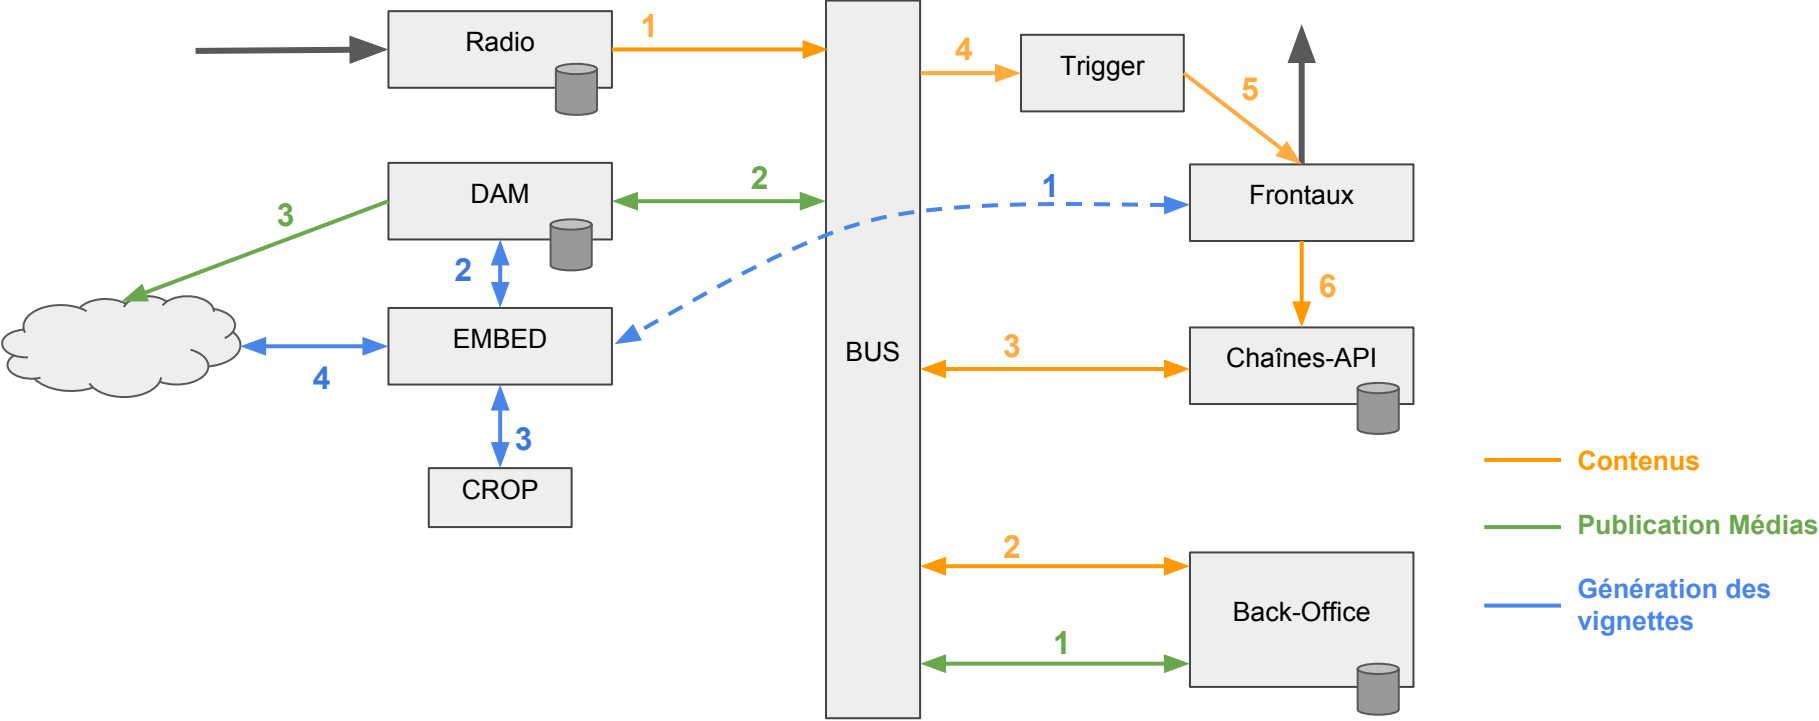 Radio
1
4
Trigger
5
DAM
2
1
Frontaux
3
2
6
EMBED
BUS
3
Chaînes-API
4
3
CROP
Contenus
2
Publication Médias
Back-Office
Génération des
vignettes
1